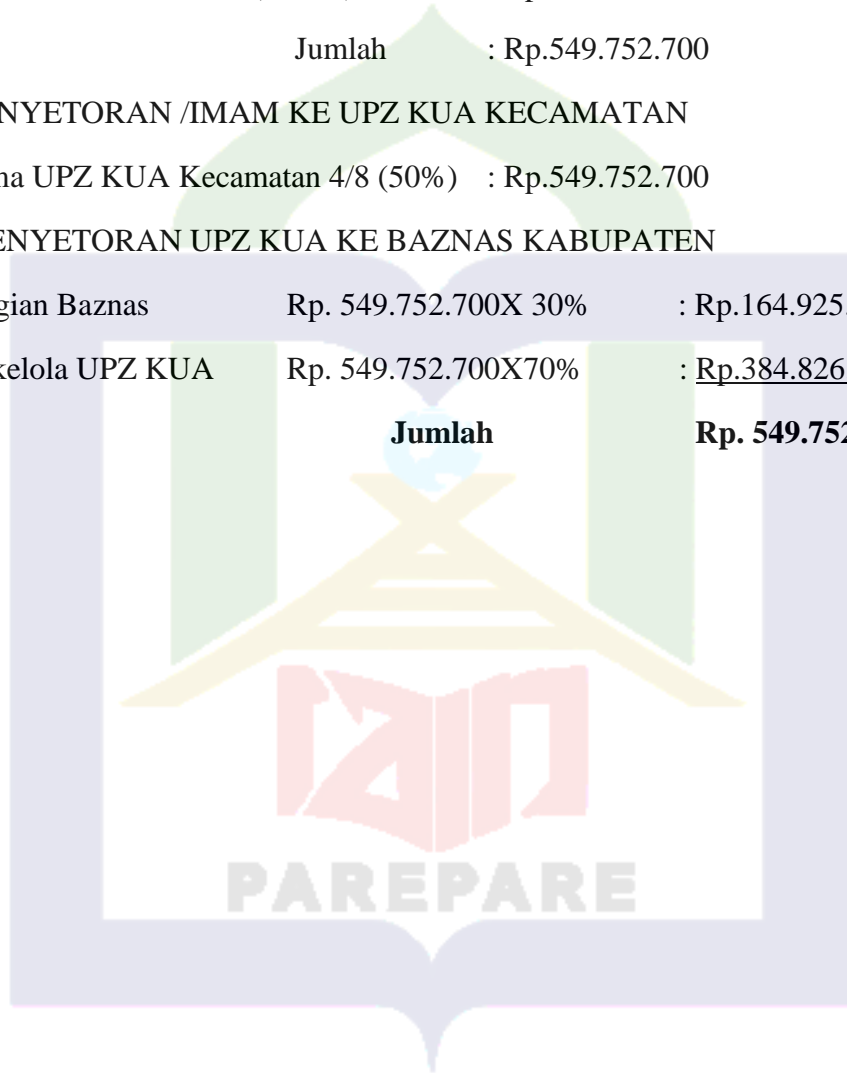 Jumlah : Rp.549.752.700
NYETORAN /IMAM KE UPZ KUA KECAMATAN
na UPZ KUA Kecamatan 4/8 (50%) : Rp.549.752.700
ENYETORAN UPZ KUA KE BAZNAS KABUPATEN
gian Baznas Rp. 549.752.700X 30% : Rp.164.925.
kelola UPZ KUA Rp. 549.752.700X70% : Rp.384.826
Jumlah Rp. 549.752
PAREPARE